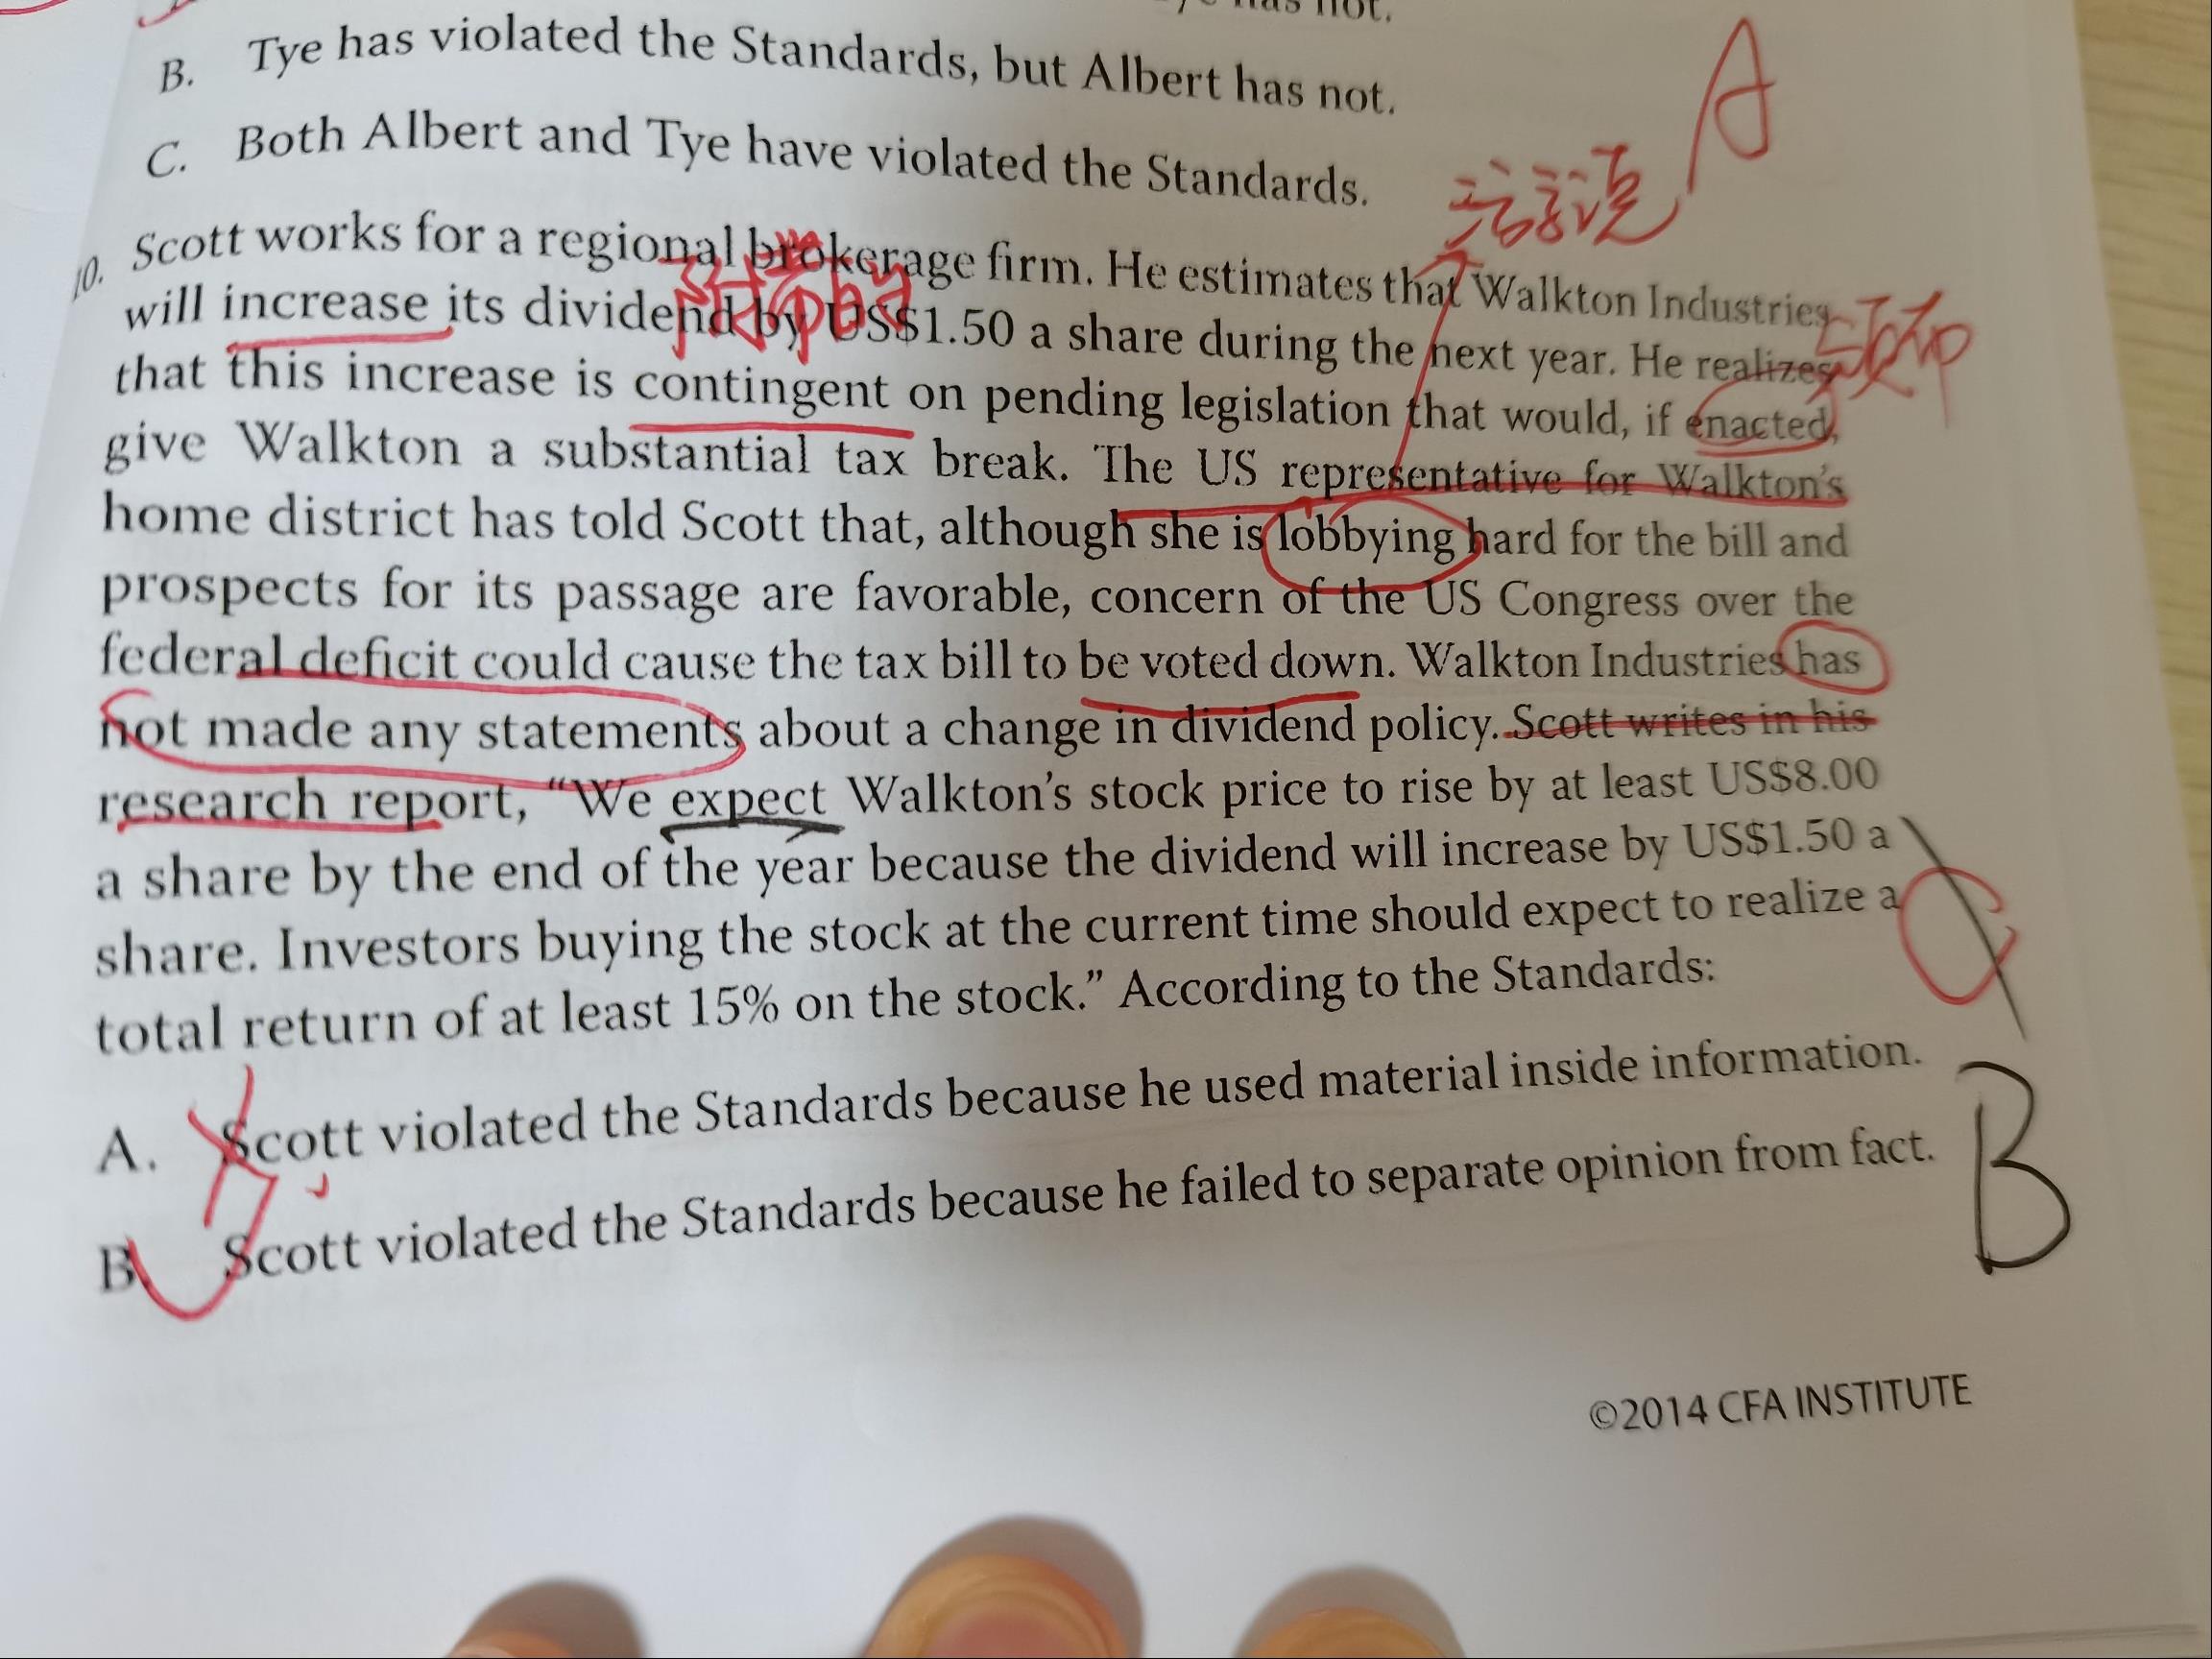 B. Tye has violated the Standards, but Albert has not.
A
C. Both Albert and Tye have violated the Standards.
10. Scott works for a regional brokerage firm. He estimates that Walkton Industries
will increase its dividend by US$1.50 a share during the next year. He realizes
that this increase is contingent on pending legislation that would, if enacted,
give Walkton a substantial tax break. The US representative for Walkton's
home district has told Scott that, although she is lobbying hard for the bill and
prospects for its passage are favorable, concern of the US Congress over the
federal deficit could cause the tax bill to be voted down. Walkton Industries has
not made any statements about a change in dividend policy. Scott writes in his
research report, “We expect Walkton's stock price to rise by at least US$8.00
a share by the end of the year because the dividend will increase by US$1.50 a
share. Investors buying the stock at the current time should expect to realize a
total return of at least 15% on the stock.” According to the Standards:
C
A. Scott violated the Standards because he used material inside information.
B. Scott violated the Standards because he failed to separate opinion from fact.
B
©2014 CFA INSTITUTE